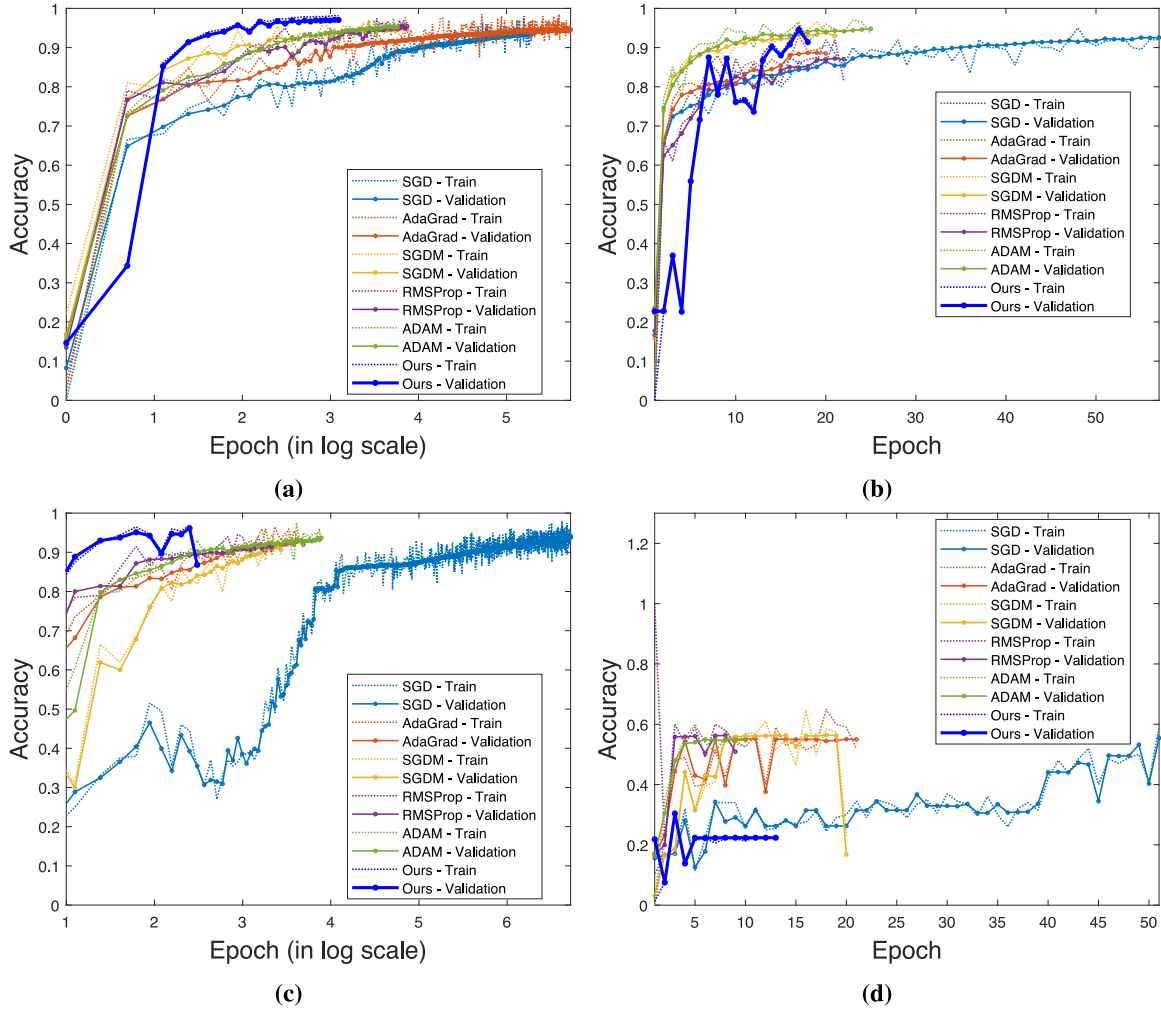 Accuracy
1
0.9
0.8
0.7
0.6
0.5
0.4
0.3
0.2
0.1
0
SGD - Train
SGD - Validation
AdaGrad - Train
AdaGrad - Validation
SGDM - Train
SGDM - Validation
RMSProp - Train
RMSProp - Validation
ADAM - Train
ADAM - Validation
Ours - Train
Ours - Validation
0 1 2 3 4 5
Epoch (in log scale)
(a)
Accuracy
1
0.9
0.8
0.7
0.6
0.5
0.4
0.3
0.2
0.1
0
SGD - Train
SGD - Validation
AdaGrad - Train
AdaGrad - Validation
SGDM - Train
SGDM - Validation
RMSProp - Train
RMSProp - Validation
ADAM - Train
ADAM - Validation
Ours - Train
Ours - Validation
10 20 30 40 50
Epoch
(b)
Accuracy
1
0.9
0.8
0.7
0.6
0.5
0.4
0.3
0.2
0.1
0
SGD - Train
SGD - Validation
AdaGrad - Train
AdaGrad - Validation
SGDM - Train
SGDM - Validation
RMSProp - Train
RMSProp - Validation
ADAM - Train
ADAM - Validation
Ours - Train
Ours - Validation
1 2 3 4 5 6
Epoch (in log scale)
(c)
Accuracy
1.2
1
0.8
0.6
0.4
0.2
0
SGD - Train
SGD - Validation
AdaGrad - Train
AdaGrad - Validation
SGDM - Train
SGDM - Validation
RMSProp - Train
RMSProp - Validation
ADAM - Train
ADAM - Validation
Ours - Train
Ours - Validation
5 10 15 20 25 30 35 40 45 50
Epoch
(d)